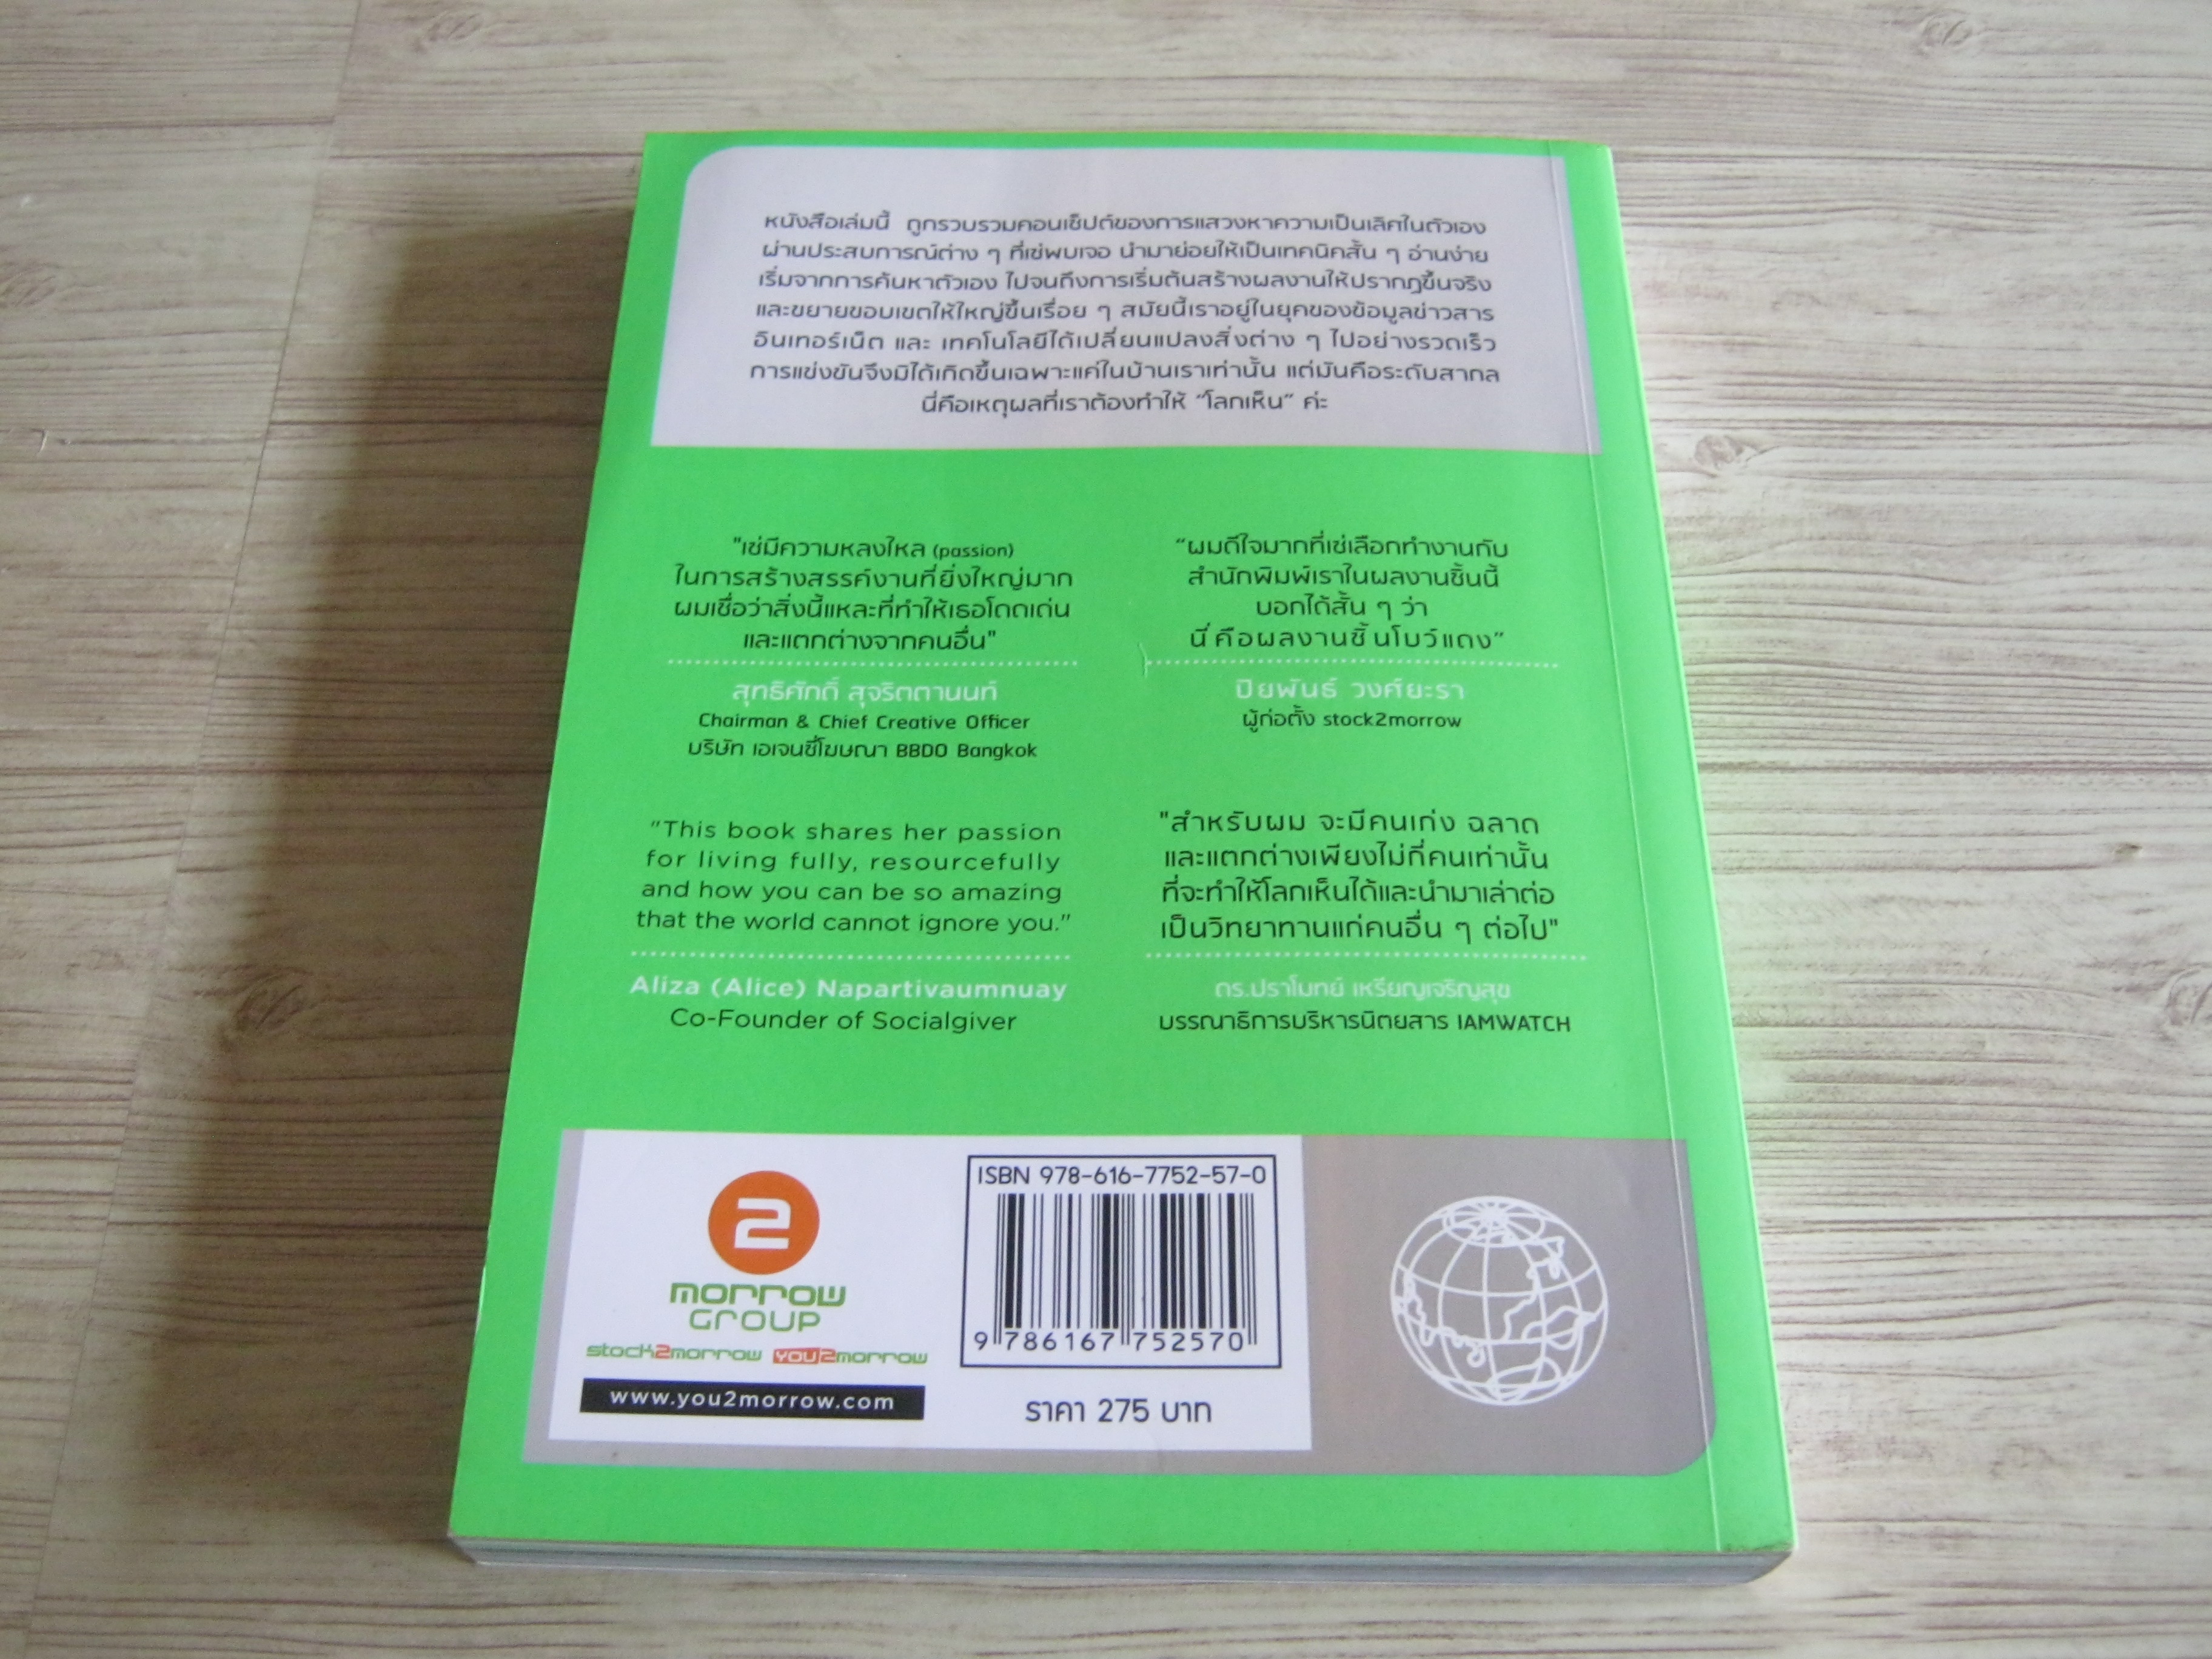 หนังสือเล่มนี้ ถูกรวบรวมคอนเซ็ปต์ของการแสวงหาความเป็นเลิศในตัวเอง
ผ่านประสบการณ์ต่าง ๆ ที่เช่พบเจอ นำมาย่อยให้เป็นเทคนิคสั้น ๆ อ่านง่าย
เริ่มจากการค้นหาตัวเอง ไปจนถึงการเริ่มต้นสร้างผลงานให้ปรากฏขึ้นจริง
และขยายขอบเขตให้ใหญ่ขึ้นเรื่อย ๆ สมัยนี้เราอยู่ในยุคของข้อมูลข่าวสาร
อินเทอร์เน็ต และ เทคโนโลยีได้เปลี่ยนแปลงสิ่งต่าง ๆ ไปอย่างรวดเร็ว
การแข่งขันจึงมิได้เกิดขึ้นเฉพาะแค่ในบ้านเราเท่านั้น แต่มันคือระดับสากล
นี่คือเหตุผลที่เราต้องทำให้ “โลกเห็น” ค่ะ
"เช่มีความหลงใหล (passion)
ในการสร้างสรรค์งานที่ยิ่งใหญ่มาก
ผมเชื่อว่าสิ่งนี้แหละที่ทำให้เธอโดดเด่น
และแตกต่างจากคนอื่น"
สุทธิศักดิ์ สุจริตตานนท์
Chairman & Chief Creative Officer
บริษัท เอเจนซี่โฆษณา BBDO Bangkok
“ผมดีใจมากที่เช่เลือกทำงานกับ
สำนักพิมพ์เราในผลงานชิ้นนี้
บอกได้สั้น ๆ ว่า
นี่คือผลงานชิ้นโบว์แดง”
ปิยพันธ์ วงศ์ยะรา
ผู้ก่อตั้ง stock2morrow
“This book shares her passion
for living fully, resourcefully
and how you can be so amazing
that the world cannot ignore you.”
Aliza (Alice) Napartivaumnuay
Co-Founder of Socialgiver
"สำหรับผม จะมีคนเก่ง ฉลาด
และแตกต่างเพียงไม่กี่คนเท่านั้น
ที่จะทำให้โลกเห็นได้และนำมาเล่าต่อ
เป็นวิทยาทานแก่คนอื่น ๆ ต่อไป"
ดร.ปราโมทย์ เหรียญเจริญสุข
บรรณาธิการบริหารนิตยสาร IAMWATCH
2
morrow
GROUP
stock2morrow you2morrow
www.you2morrow.com
ISBN 978-616-7752-57-0
9 786167 752570
ราคา 275 บาท